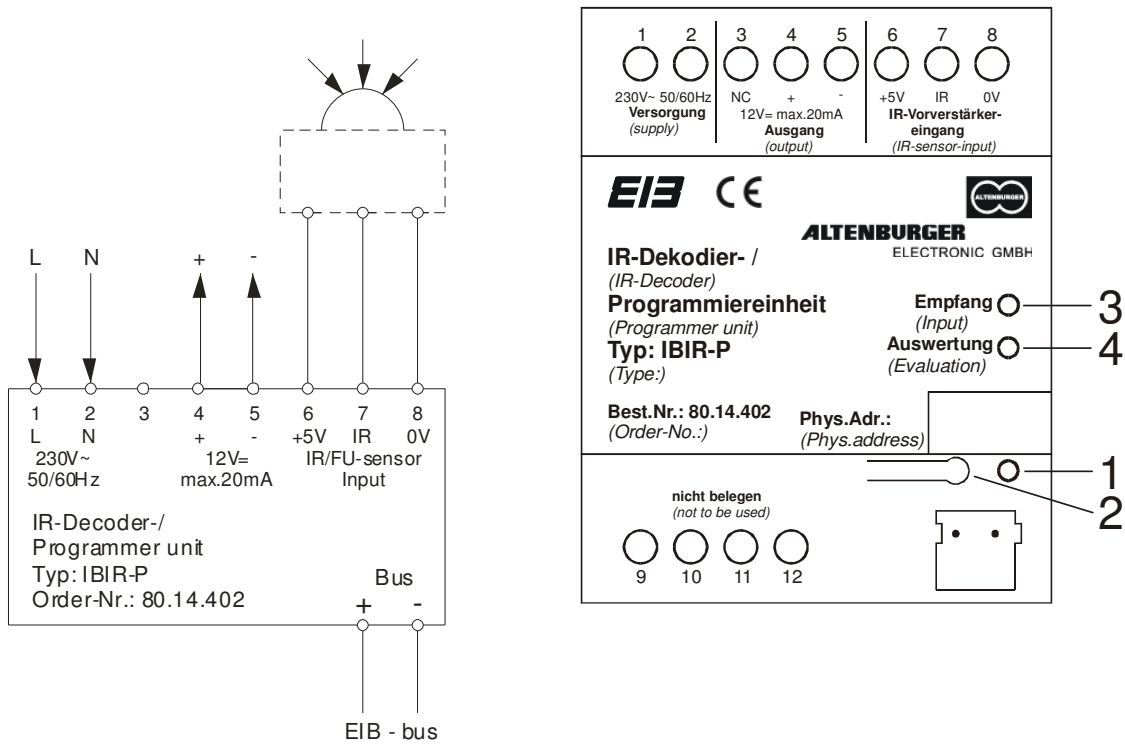 L N + -
1 2 3 4 5 6 7 8
L N + - +5V IR 0V
230V~ 12V= IR/FU-sensor
50/60Hz max.20mA Input
IR-Decoder-/
Programmer unit
Typ: IBIR-P
Order-Nr.: 80.14.402
Bus
+ -
EIB - bus
1 2 3 4 5 6 7 8
230V~ 50/60Hz NC + - +5V IR 0V
Versorgung 12V= max.20mA IR-Vorverstärker-
(supply) Ausgang eingang
(output) (IR-sensor-input)
EIB CE ALTENBURGER
ALTENBURGER
ELECTRONIC GMBH
IR-Dekodier- /
(IR-Decoder)
Programmiereinheit
(Programmer unit)
Typ: IBIR-P
(Type:)
Empfang 3
(Input)
Auswertung 4
(Evaluation)
Best.Nr.: 80.14.402
(Order-No.:)
Phys.Adr.:
(Phys.address)
1
2
nicht belegen
(not to be used)
9 10 11 12